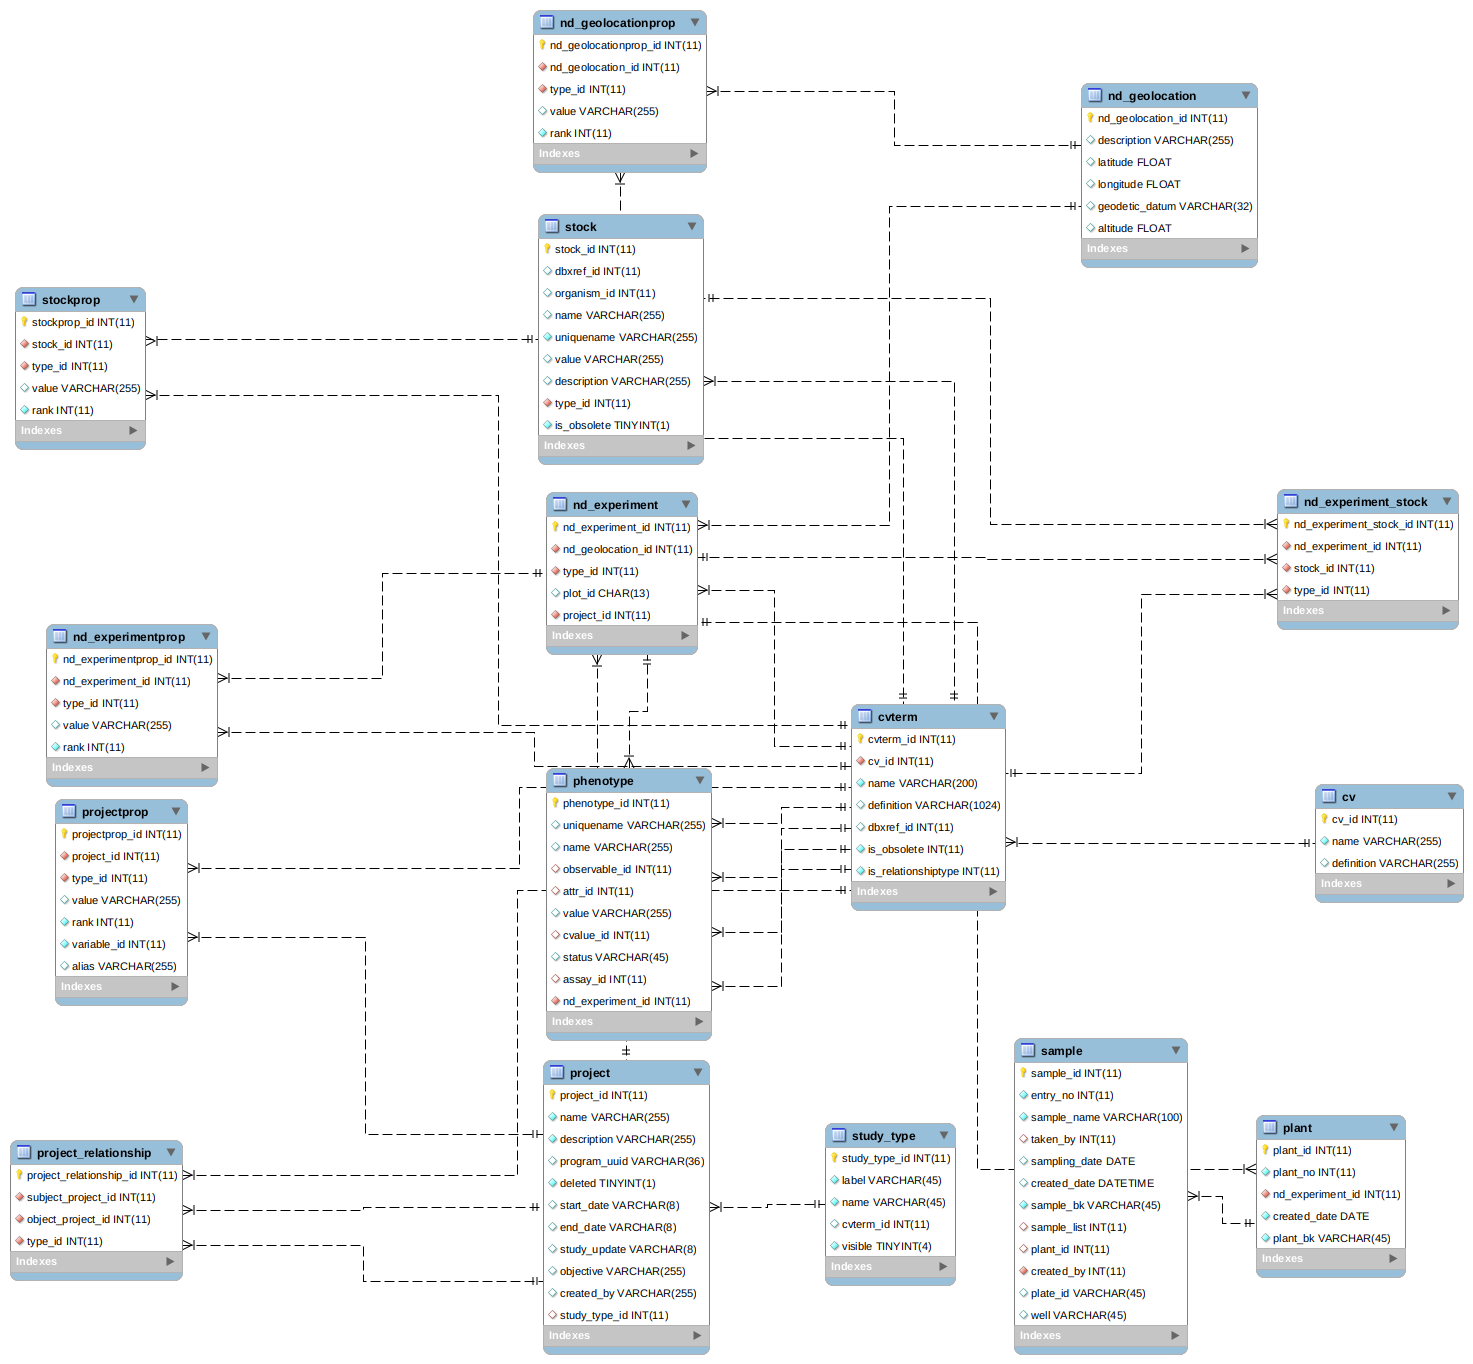 nd_geolocationprop
nd_geolocationprop_id INT(11)
nd_geolocation_id INT(11)
type_id INT(11)
value VARCHAR(255)
rank INT(11)
Indexes
nd_geolocation
nd_geolocation_id INT(11)
description VARCHAR(255)
latitude FLOAT
longitude FLOAT
geodetic_datum VARCHAR(32)
altitude FLOAT
Indexes
stock
stock_id INT(11)
dbxref_id INT(11)
organism_id INT(11)
name VARCHAR(255)
uniquename VARCHAR(255)
value VARCHAR(255)
description VARCHAR(255)
type_id INT(11)
is_obsolete TINYINT(1)
Indexes
stockprop
stockprop_id INT(11)
stock_id INT(11)
type_id INT(11)
value VARCHAR(255)
rank INT(11)
Indexes
nd_experiment
nd_experiment_id INT(11)
nd_geolocation_id INT(11)
type_id INT(11)
plot_id CHAR(13)
project_id INT(11)
Indexes
nd_experiment_stock
nd_experiment_stock_id INT(11)
nd_experiment_id INT(11)
stock_id INT(11)
type_id INT(11)
Indexes
nd_experimentprop
nd_experimentprop_id INT(11)
nd_experiment_id INT(11)
type_id INT(11)
value VARCHAR(255)
rank INT(11)
Indexes
cvterm
cvterm_id INT(11)
cv_id INT(11)
name VARCHAR(200)
definition VARCHAR(1024)
dbxref_id INT(11)
is_obsolete INT(11)
is_relationshiptype INT(11)
Indexes
cv
cv_id INT(11)
name VARCHAR(255)
definition VARCHAR(255)
Indexes
phenotype
phenotype_id INT(11)
uniquename VARCHAR(255)
name VARCHAR(255)
observable_id INT(11)
attr_id INT(11)
value VARCHAR(255)
cvalue_id INT(11)
status VARCHAR(45)
assay_id INT(11)
nd_experiment_id INT(11)
Indexes
projectprop
projectprop_id INT(11)
project_id INT(11)
type_id INT(11)
value VARCHAR(255)
rank INT(11)
variable_id INT(11)
alias VARCHAR(255)
Indexes
project
project_id INT(11)
name VARCHAR(255)
description VARCHAR(255)
program_uuid VARCHAR(36)
deleted TINYINT(1)
start_date VARCHAR(8)
end_date VARCHAR(8)
study_update VARCHAR(8)
objective VARCHAR(255)
created_by VARCHAR(255)
study_type_id INT(11)
Indexes
project_relationship
project_relationship_id INT(11)
subject_project_id INT(11)
object_project_id INT(11)
type_id INT(11)
Indexes
study_type
study_type_id INT(11)
label VARCHAR(45)
name VARCHAR(45)
cvterm_id INT(11)
visible TINYINT(4)
Indexes
sample
sample_id INT(11)
entry_no INT(11)
sample_name VARCHAR(100)
taken_by INT(11)
sampling_date DATE
created_date DATETIME
sample_bk VARCHAR(45)
sample_list INT(11)
plant_id INT(11)
created_by INT(11)
plate_id VARCHAR(45)
well VARCHAR(45)
Indexes
plant
plant_id INT(11)
plant_no INT(11)
nd_experiment_id INT(11)
created_date DATE
plant_bk VARCHAR(45)
Indexes